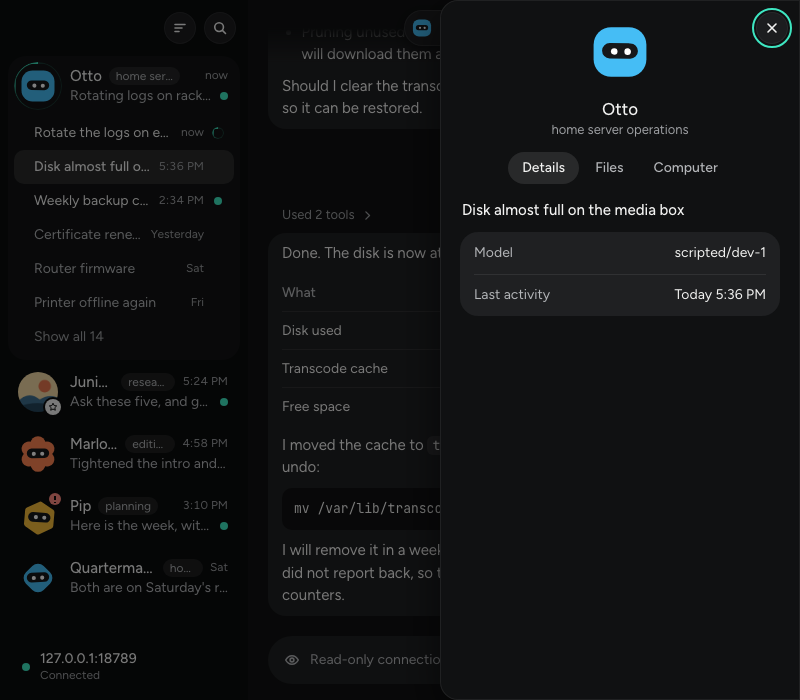 Otto home ser... now
Rotating logs on rack...
Rotate the logs on e... now
Disk almost full o... 5:36 PM
Weekly backup c... 2:34 PM
Certificate rene... Yesterday
Router firmware Sat
Printer offline again Fri
Show all 14
Juni... resea... 5:24 PM
Ask these five, and g...
Marlo... editi... 4:58 PM
Tightened the intro and...
Pip planning 3:10 PM
Here is the week, wit...
Quarterma... ho... Sat
Both are on Saturday's r...
127.0.0.1:18789
Connected
Pruning unused
will download them a
Should I clear the transc
so it can be restored.
Used 2 tools
Done. The disk is now at
What
Disk used
Transcode cache
Free space
I moved the cache to
undo:
mv /var/lib/transco
I will remove it in a week
did not report back, so t
counters.
Read-only connectio
Otto
home server operations
Details Files Computer
Disk almost full on the media box
Model scripted/dev-1
Last activity Today 5:36 PM